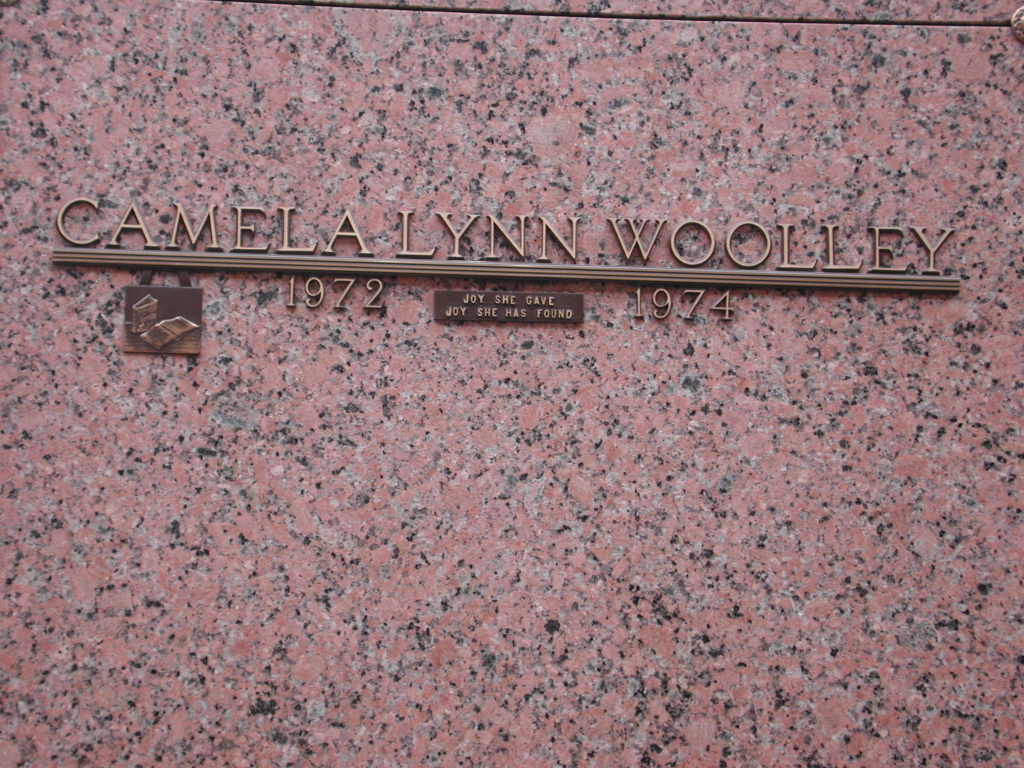 CAMELA LYNN WOOLLEY
1972
JOY SHE GAVE
JOY SHE HAS FOUND
1974